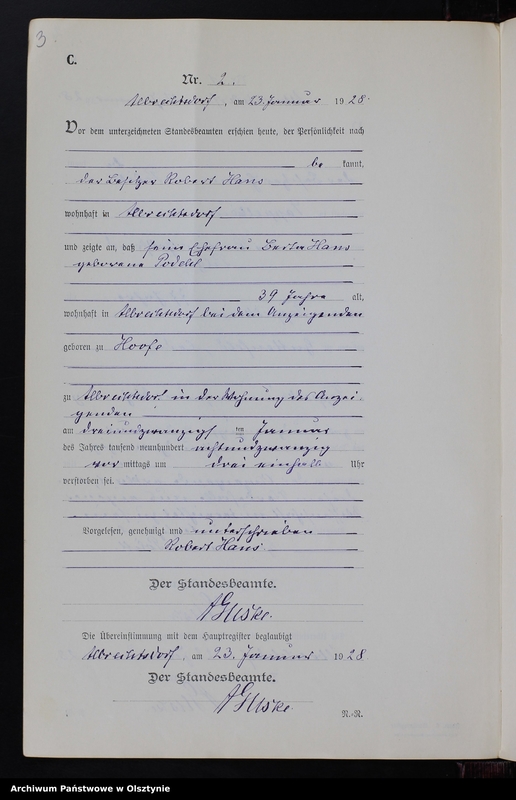 3
C.
Nr. 2.
Albrechtsdorf, am 23. Januar 1928.
Vor dem unterzeichneten Standesbeamten erschien heute, der Persönlichkeit nach
be kannt,
der Besitzer Robert Hans
wohnhaft in Albrechtsdorf
und zeigte an, daß seine Ehefrau Berta Hans
geborene Podehl
39 Jahre alt,
wohnhaft in Albrechtsdorf bei dem Anzeigenden
geboren zu Hoofe
zu Albrechtsdorf in der Wohnung des Anzei-
genden
am dreiundzwanzigsten Januar
des Jahres tausend neunhundert achtundzwanzig
vor mittags um drei einhalb Uhr
verstorben sei.
Vorgelesen, genehmigt und unterschrieben
Robert Hans
Der Standesbeamte.
Die Übereinstimmung mit dem Hauptregister beglaubigt
Albrechtsdorf, am 23. Januar 1928
Der Standesbeamte.
R.-R.
Archiwum Państwowe w Olsztynie